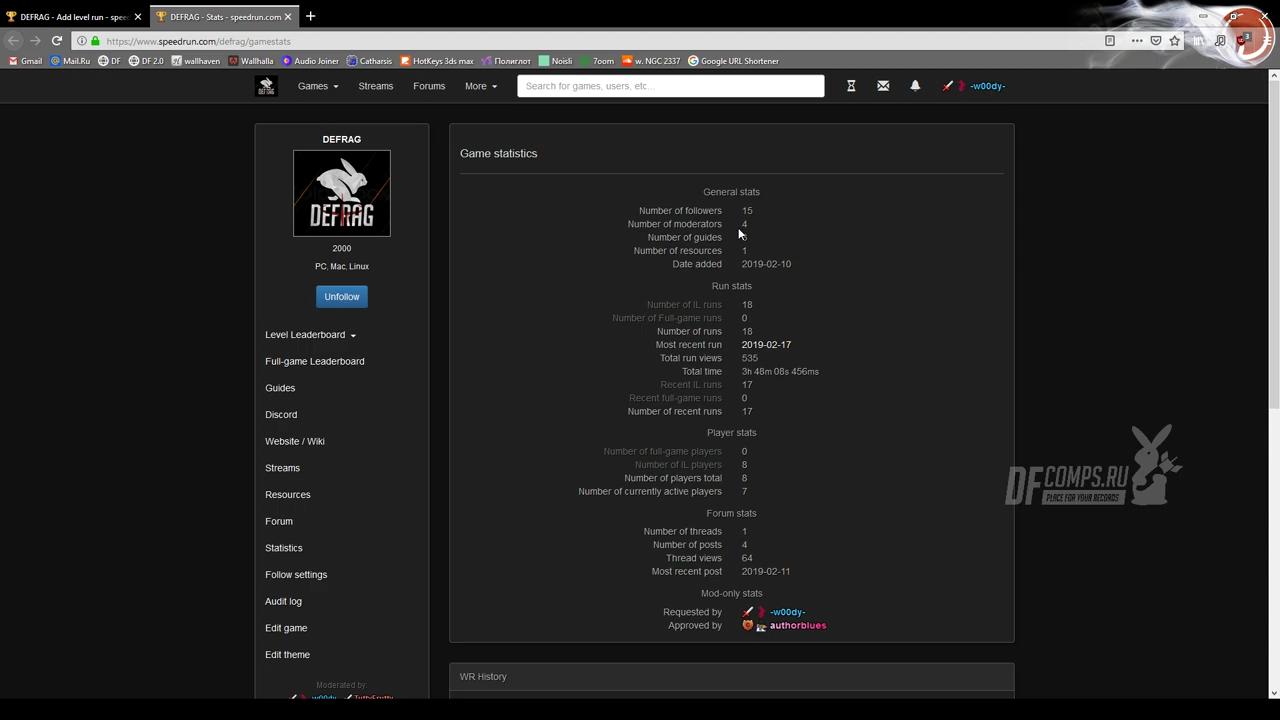 DEFRAG - Add level run - spee
DEFRAG - Stats - speedrun.com
https://www.speedrun.com/defrag/gamestats
3
Gmail
Mail.Ru
DF
DF 2.0
wallhaven
Wallhalla
Audio Joiner
Catharsis
HotKeys 3ds max
Полиглот
Noisli
7oom
w. NGC 2337
Google URL Shortener
Games
Streams
Forums
More
Search for games, users, etc...
-w00dy-
DEFRAG
DEFRAG
2000
PC, Mac, Linux
Unfollow
Level Leaderboard
Full-game Leaderboard
Guides
Discord
Website / Wiki
Streams
Resources
Forum
Statistics
Follow settings
Audit log
Edit game
Edit theme
Moderated by:
-w00dy-
Game statistics
General stats
Number of followers 15
Number of moderators 4
Number of guides
Number of resources 1
Date added 2019-02-10
Run stats
Number of IL runs 18
Number of Full-game runs 0
Number of runs 18
Most recent run 2019-02-17
Total run views 535
Total time 3h 48m 08s 456ms
Recent IL runs 17
Recent full-game runs 0
Number of recent runs 17
Player stats
Number of full-game players 0
Number of IL players 8
Number of players total 8
Number of currently active players 7
Forum stats
Number of threads 1
Number of posts 4
Thread views 64
Most recent post 2019-02-11
Mod-only stats
Requested by -w00dy-
Approved by authorblues
WR History
DFCOMPS.RU
PLACE FOR YOUR RECORDS